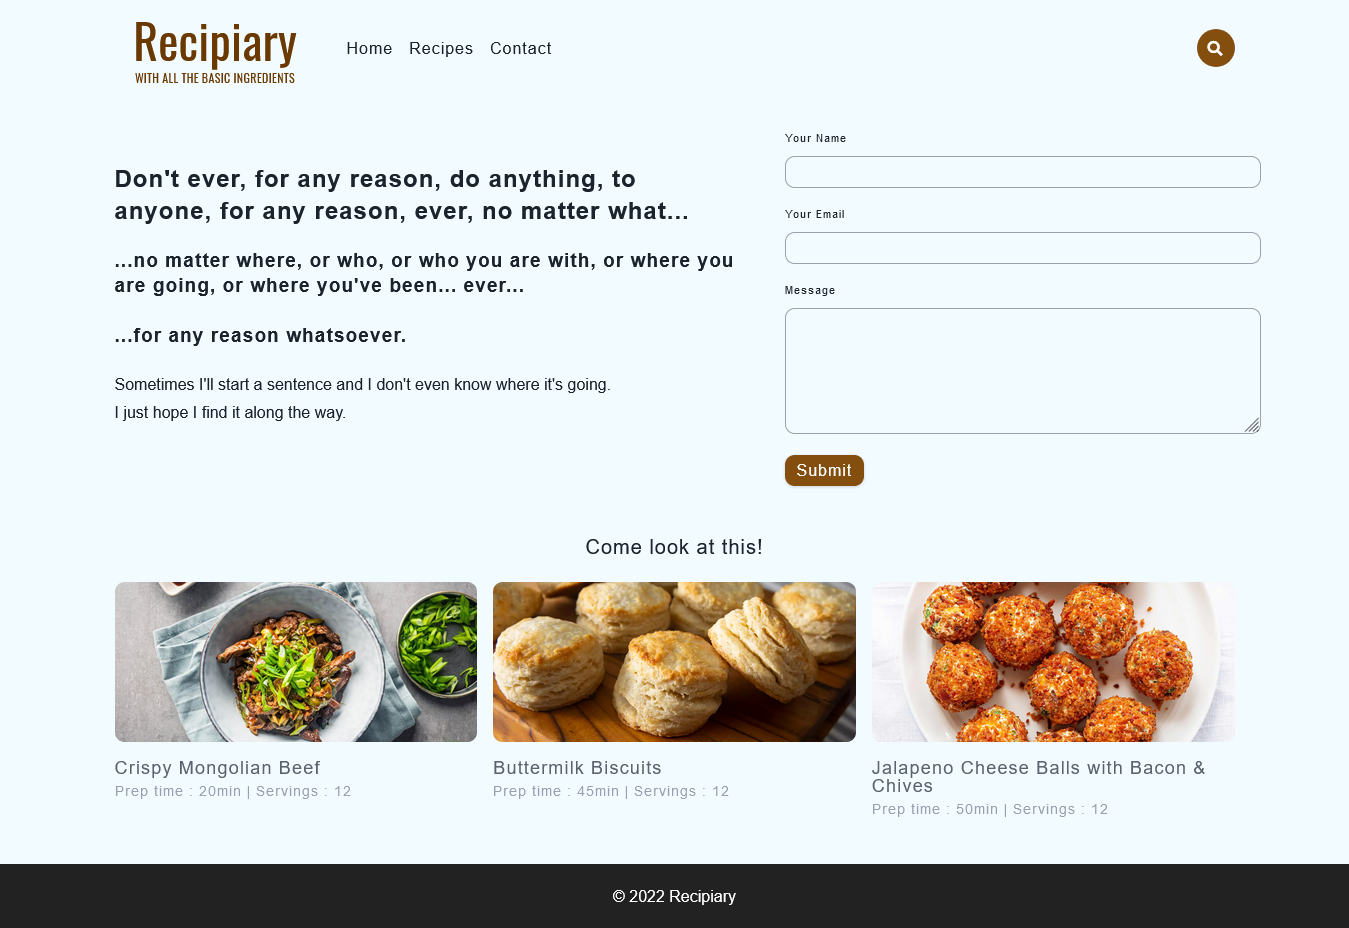 Recipiary
WITH ALL THE BASIC INGREDIENTS
Home Recipes Contact
Don't ever, for any reason, do anything, to
anyone, for any reason, ever, no matter what...
...no matter where, or who, or who you are with, or where you
are going, or where you've been... ever...
...for any reason whatsoever.
Sometimes I'll start a sentence and I don't even know where it's going.
I just hope I find it along the way.
Your Name
Your Email
Message
Submit
Come look at this!
Crispy Mongolian Beef
Prep time : 20min | Servings : 12
Buttermilk Biscuits
Prep time : 45min | Servings : 12
Jalapeno Cheese Balls with Bacon &
Chives
Prep time : 50min | Servings : 12
© 2022 Recipiary